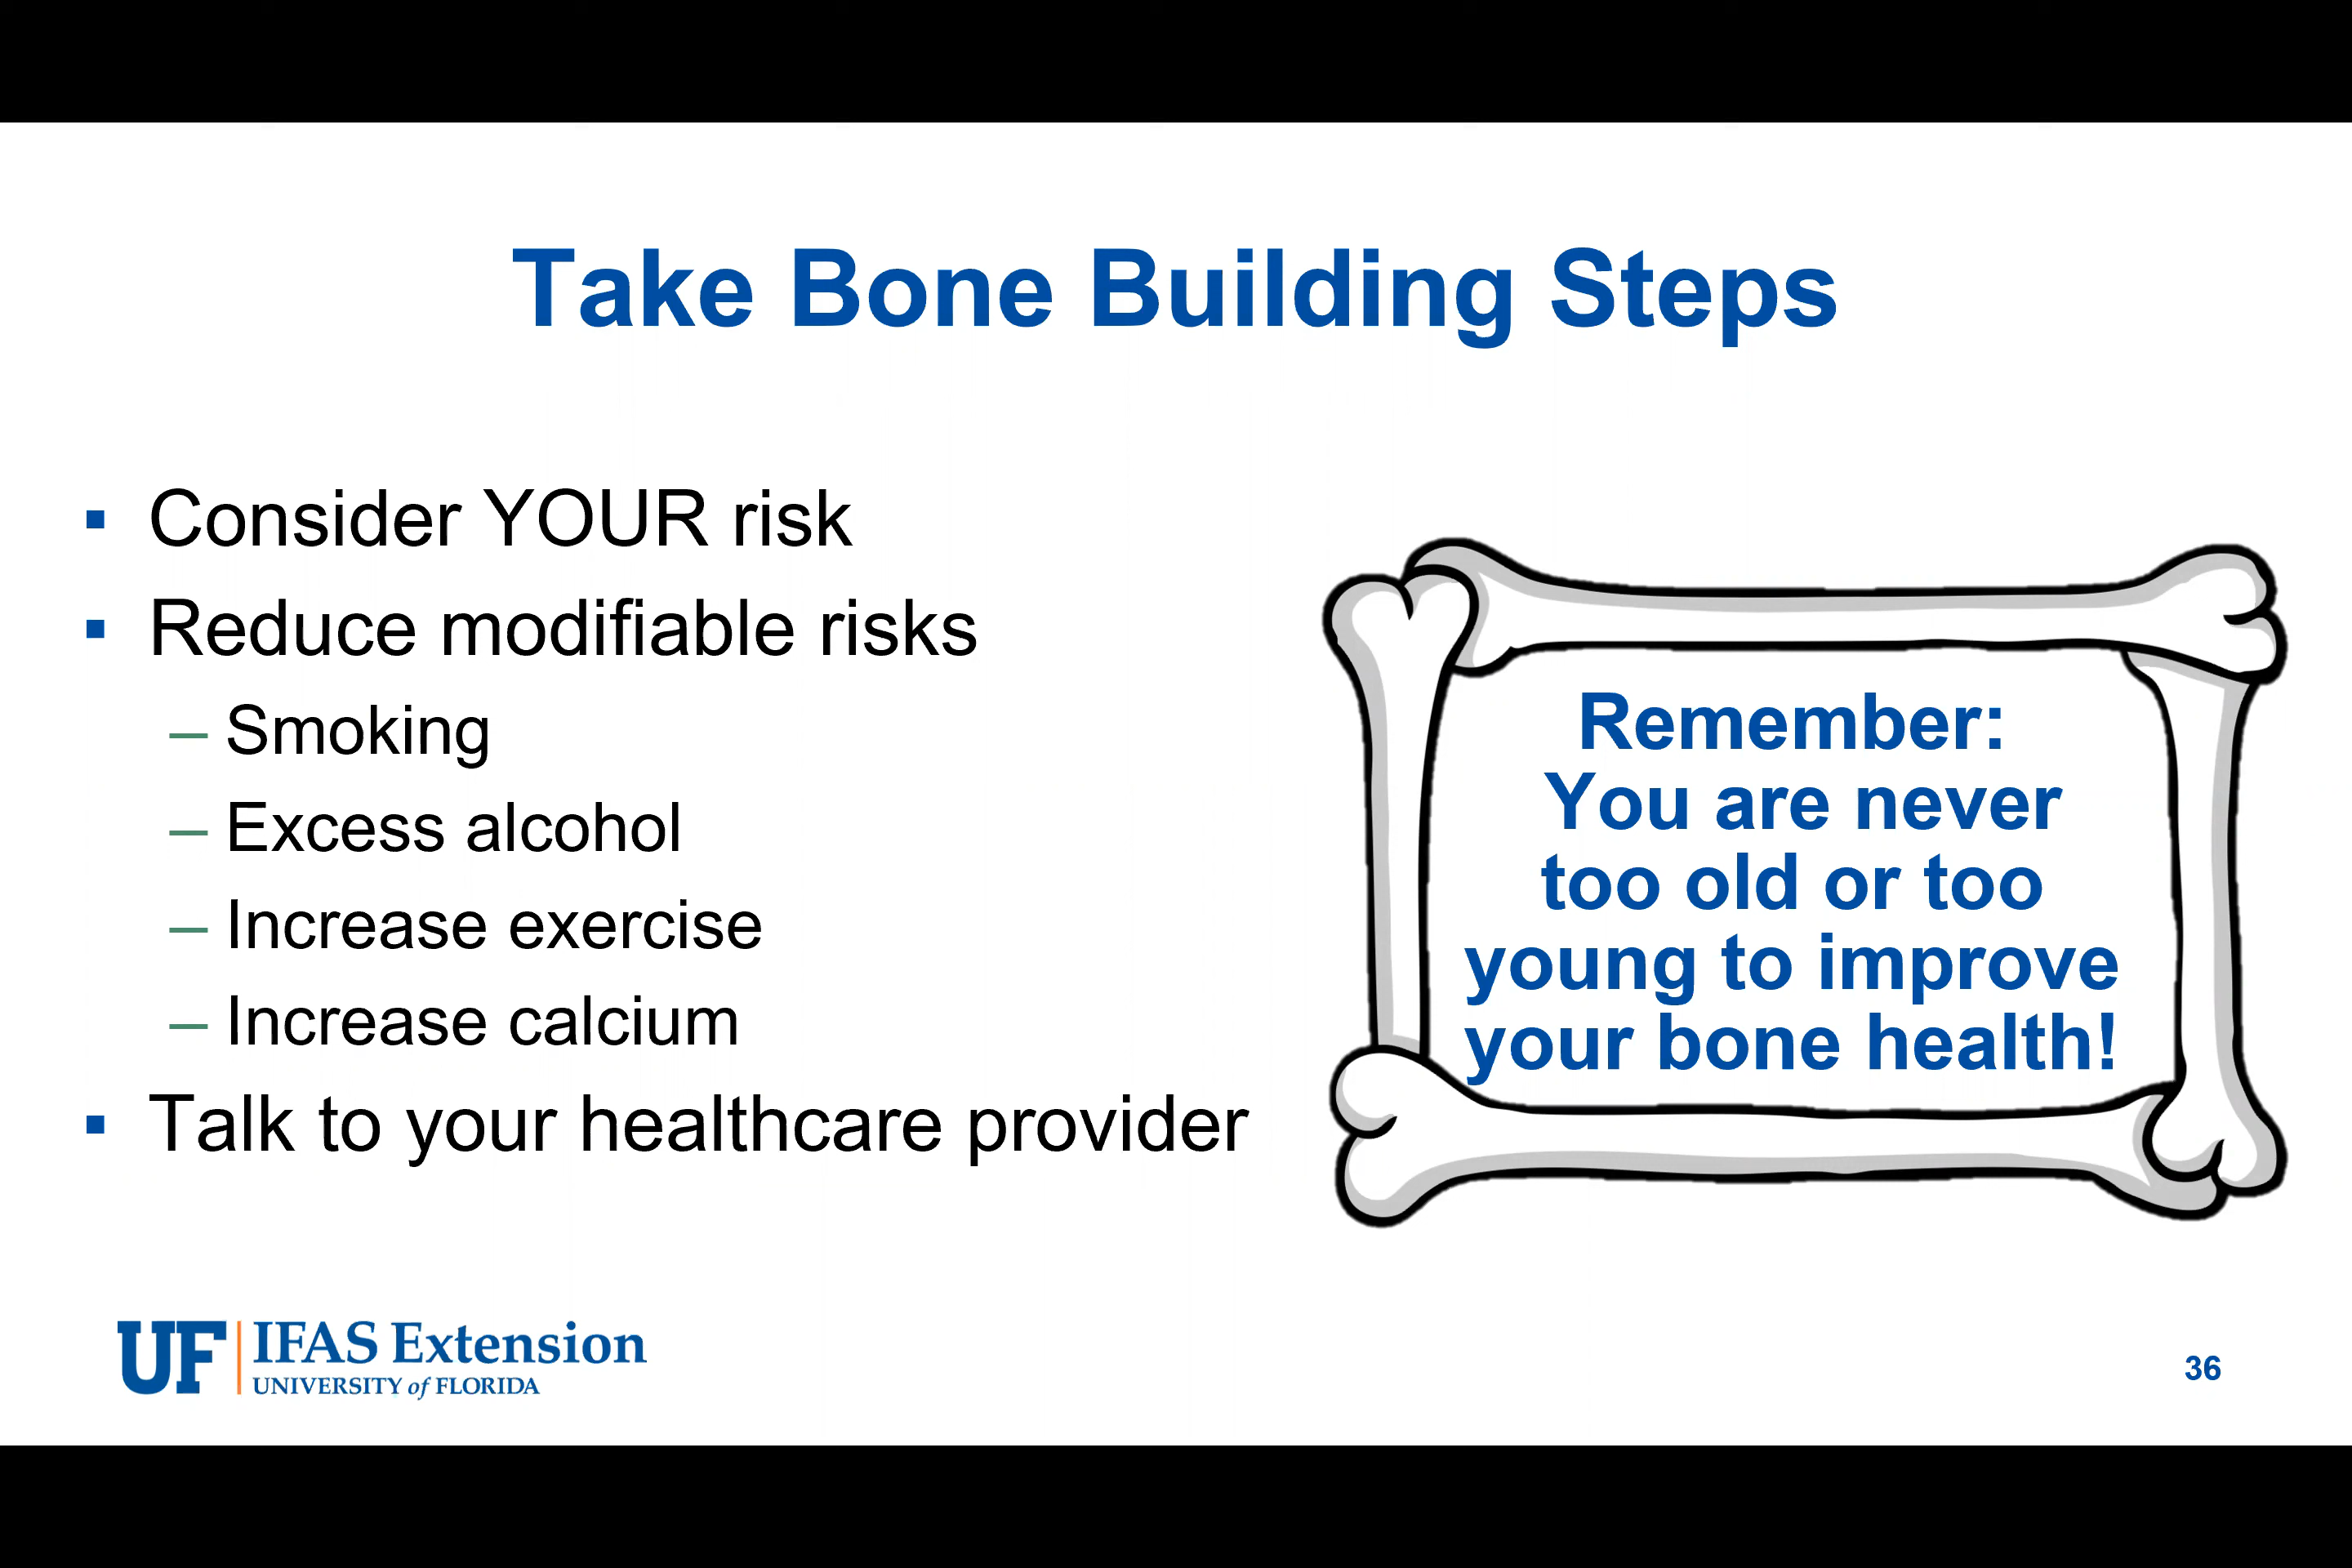 Take Bone Building Steps
▪ Consider YOUR risk
▪ Reduce modifiable risks
– Smoking
– Excess alcohol
– Increase exercise
– Increase calcium
▪ Talk to your healthcare provider
Remember:
You are never
too old or too
young to improve
your bone health!
UF IFAS Extension
UNIVERSITY of FLORIDA
36